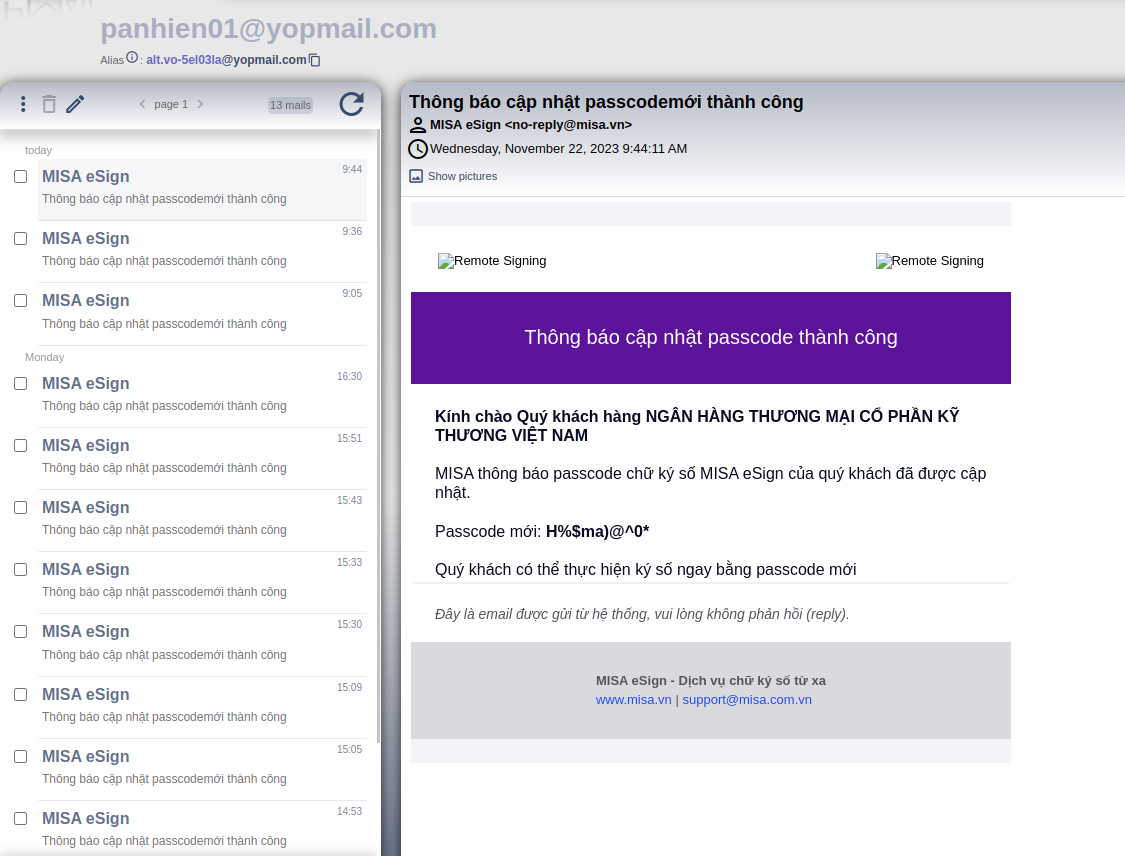 panhien01@yopmail.com
Alias : alt.vo-5el03la@yopmail.com
page 1
13 mails
today
MISA eSign 9:44
Thông báo cập nhật passcodemới thành công
MISA eSign 9:36
Thông báo cập nhật passcodemới thành công
MISA eSign 9:05
Thông báo cập nhật passcodemới thành công
Monday
MISA eSign 16:30
Thông báo cập nhật passcodemới thành công
MISA eSign 15:51
Thông báo cập nhật passcodemới thành công
MISA eSign 15:43
Thông báo cập nhật passcodemới thành công
MISA eSign 15:33
Thông báo cập nhật passcodemới thành công
MISA eSign 15:30
Thông báo cập nhật passcodemới thành công
MISA eSign 15:09
Thông báo cập nhật passcodemới thành công
MISA eSign 15:05
Thông báo cập nhật passcodemới thành công
MISA eSign 14:53
Thông báo cập nhật passcodemới thành công
Thông báo cập nhật passcodemới thành công
MISA eSign <no-reply@misa.vn>
Wednesday, November 22, 2023 9:44:11 AM
Show pictures
Remote Signing
Remote Signing
Thông báo cập nhật passcode thành công
Kính chào Quý khách hàng NGÂN HÀNG THƯƠNG MẠI CỔ PHẦN KỸ
THƯƠNG VIỆT NAM
MISA thông báo passcode chữ ký số MISA eSign của quý khách đã được cập
nhật.
Passcode mới: H%$ma)@^0*
Quý khách có thể thực hiện ký số ngay bằng passcode mới
Đây là email được gửi từ hệ thống, vui lòng không phản hồi (reply).
MISA eSign - Dịch vụ chữ ký số từ xa
www.misa.vn | support@misa.com.vn